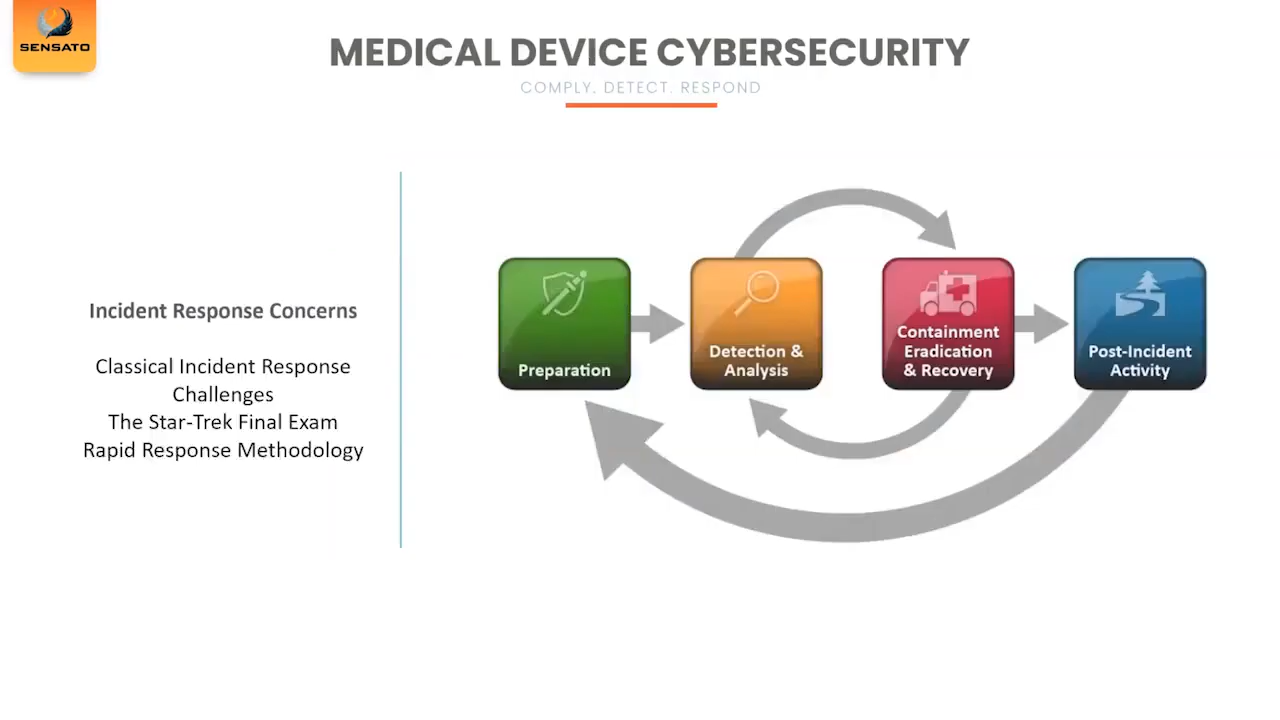 SENSATO
MEDICAL DEVICE CYBERSECURITY
COMPLY. DETECT. RESPOND
Incident Response Concerns
Classical Incident Response
Challenges
The Star-Trek Final Exam
Rapid Response Methodology
Preparation
Detection &
Analysis
Containment
Eradication
& Recovery
Post-Incident
Activity